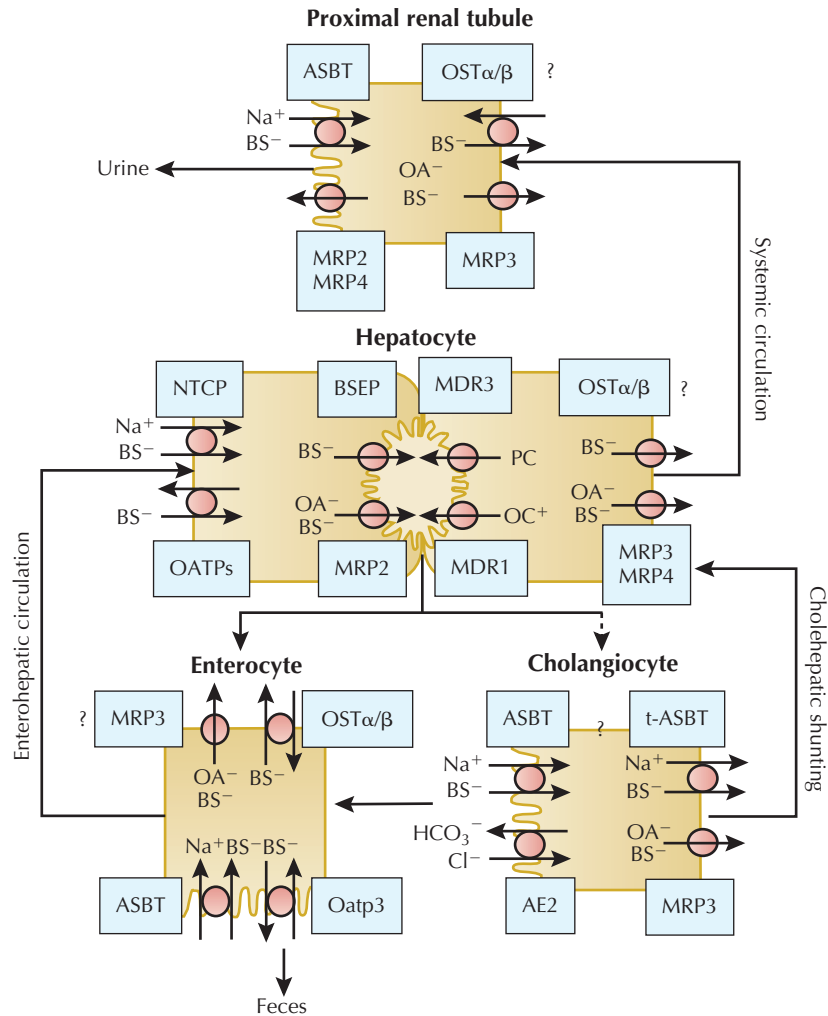 Proximal renal tubule
ASBT
OSTα/β
?
Na⁺
BS⁻
BS⁻
Urine
OA⁻
BS⁻
MRP2
MRP4
MRP3
Systemic circulation
Hepatocyte
NTCP
BSEP
MDR3
OSTα/β
?
Na⁺
BS⁻
BS⁻
PC
BS⁻
BS⁻
OA⁻
BS⁻
OC⁺
OA⁻
BS⁻
OATPs
MRP2
MDR1
MRP3
MRP4
Enterohepatic circulation
Cholehepatic shunting
Enterocyte
?
MRP3
OSTα/β
OA⁻
BS⁻
BS⁻
Na⁺BS⁻BS⁻
ASBT
Oatp3
Feces
Cholangiocyte
ASBT
?
t-ASBT
Na⁺
BS⁻
Na⁺
BS⁻
HCO₃⁻
Cl⁻
OA⁻
BS⁻
AE2
MRP3